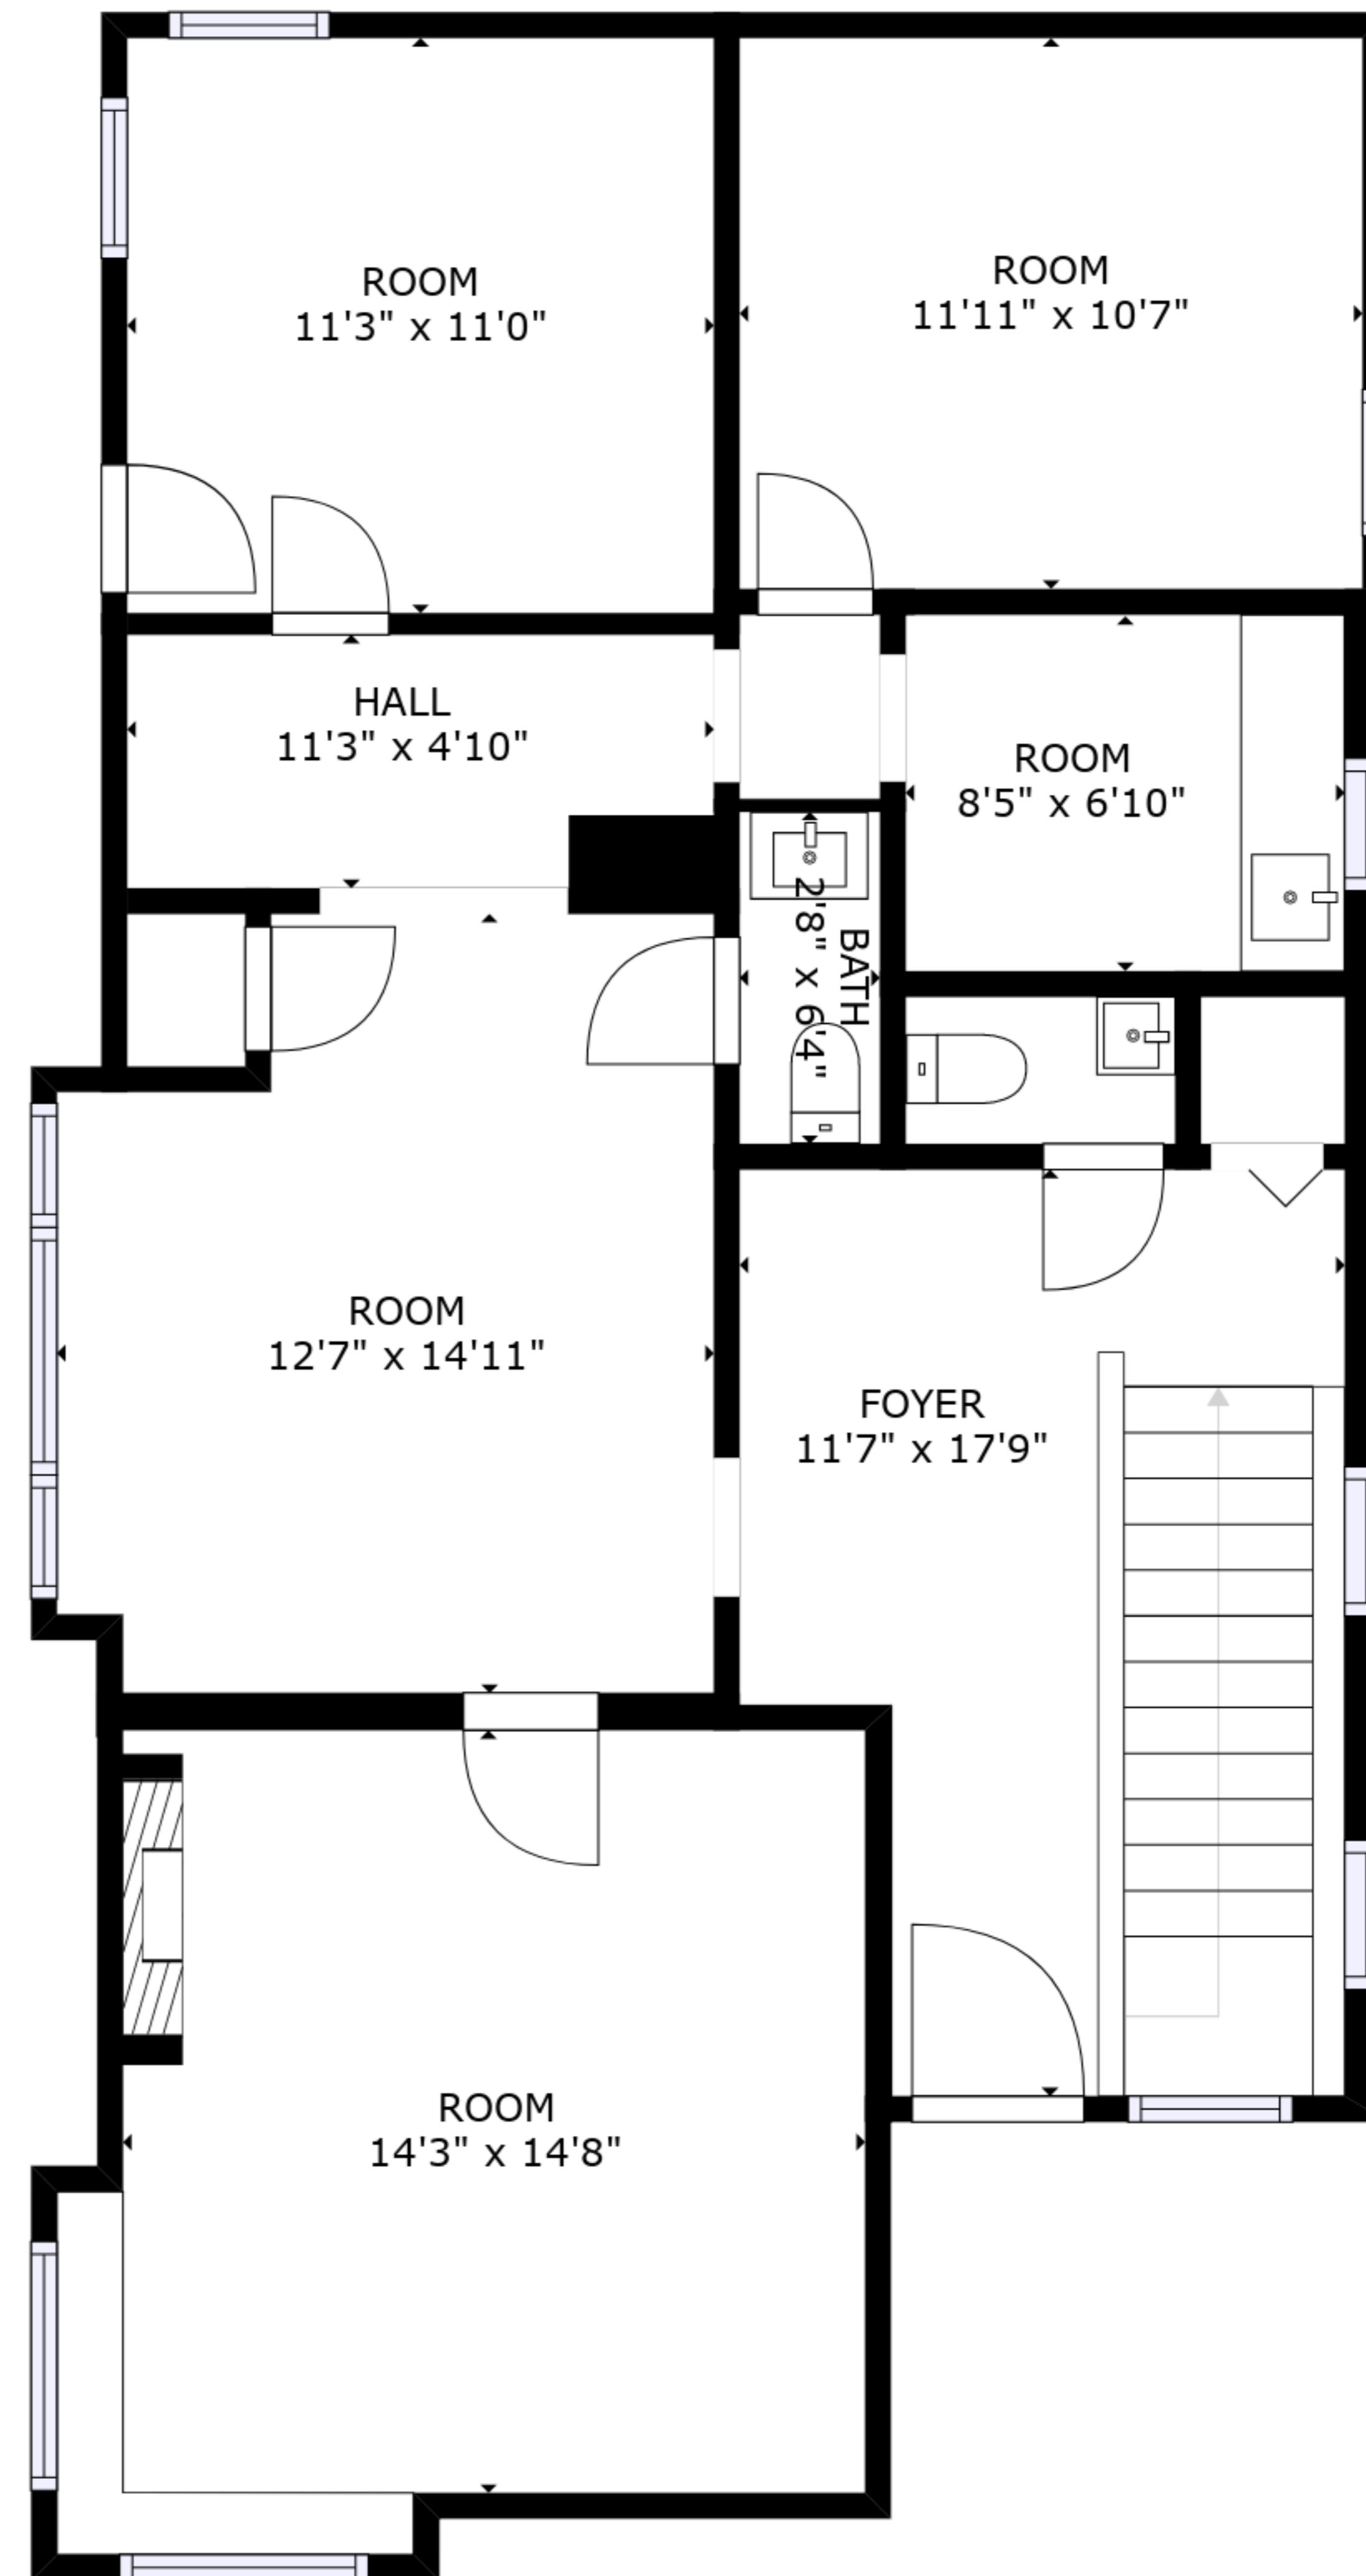 ROOM
11'3" x 11'0"
ROOM
11'11" x 10'7"
HALL
11'3" x 4'10"
ROOM
8'5" x 6'10"
BATH
2'8" x 6'4"
ROOM
12'7" x 14'11"
FOYER
11'7" x 17'9"
ROOM
14'3" x 14'8"